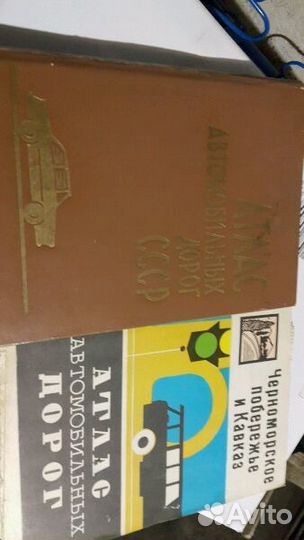 АТЛАС
АВТОМОБИЛЬНЫХ
ДОРОГ
СССР
Черноморское
побережье
и Кавказ
АТЛАС
АВТОМОБИЛЬНЫХ
ДОРОГ
Avito